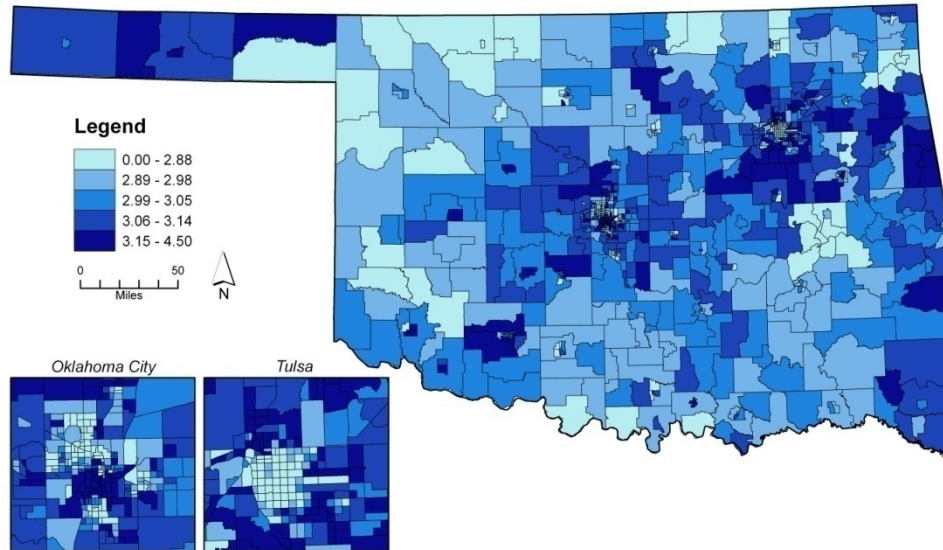 Legend
0.00 - 2.88
2.89 - 2.98
2.99 - 3.05
3.06 - 3.14
3.15 - 4.50
0 50
Miles
N
Oklahoma City Tulsa